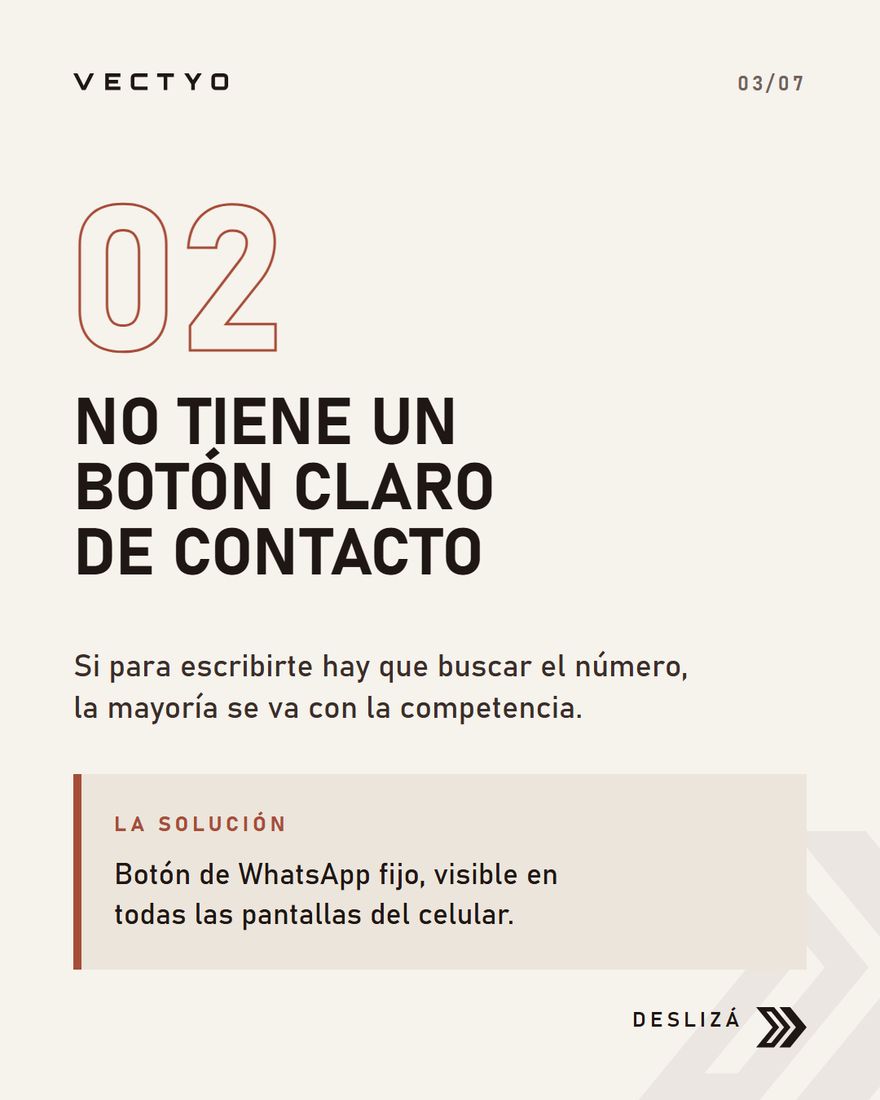 VECTYO
03/07
02
NO TIENE UN
BOTÓN CLARO
DE CONTACTO
Si para escribirte hay que buscar el número,
la mayoría se va con la competencia.
LA SOLUCIÓN
Botón de WhatsApp fijo, visible en
todas las pantallas del celular.
DESLIZÁ